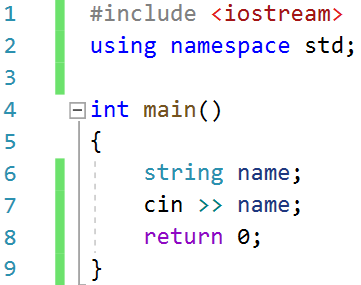 1 #include <iostream>
2 using namespace std;
3
4 int main()
5 {
6 string name;
7 cin >> name;
8 return 0;
9 }